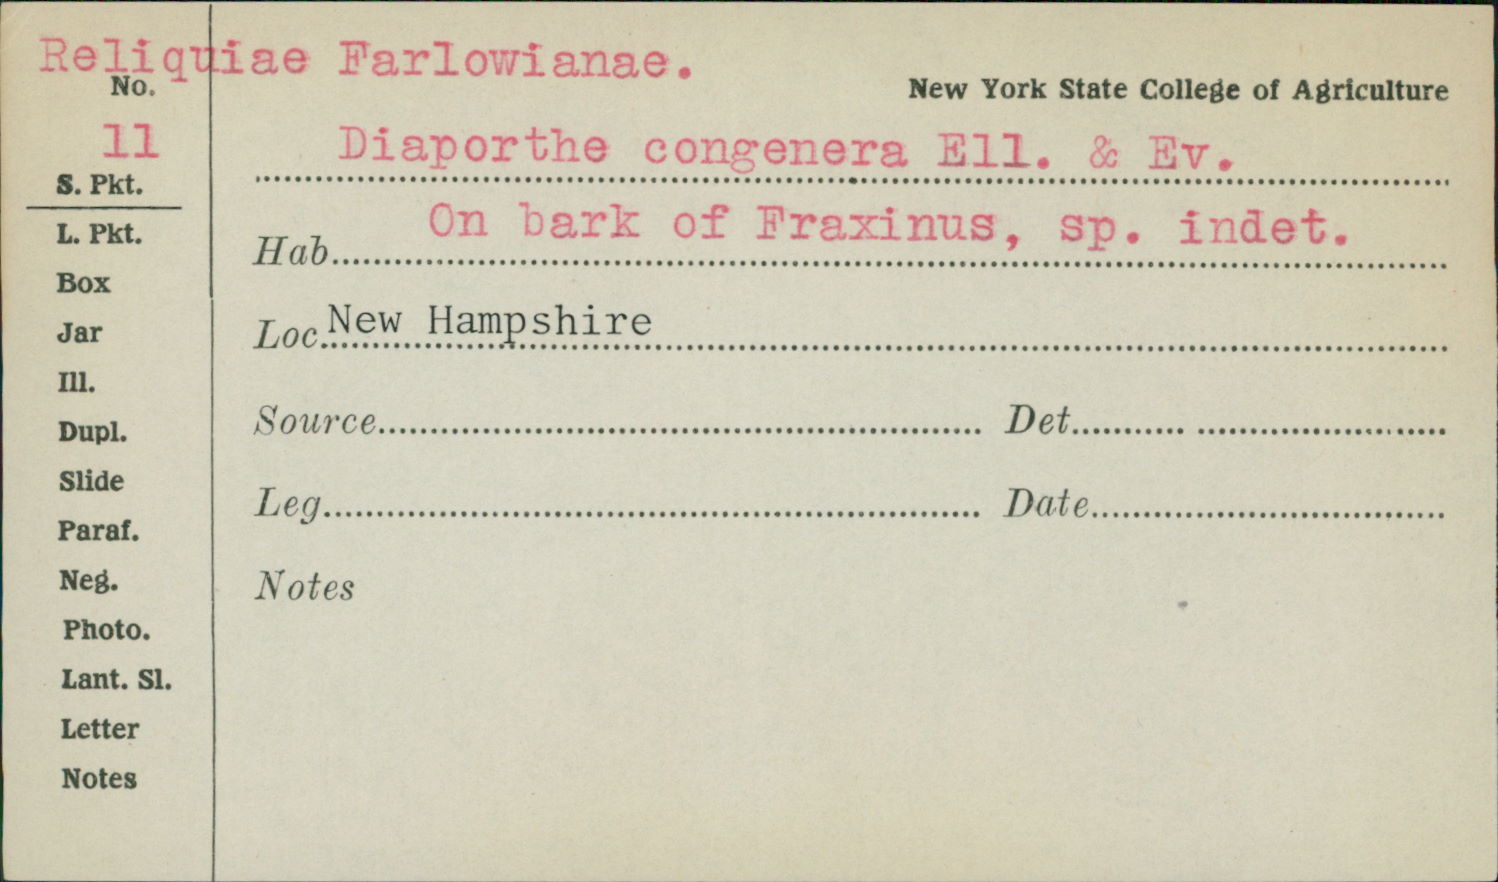 Reliquiae Farlowianae.
No.
New York State College of Agriculture
11
Diaporthe congenera Ell. & Ev.
S. Pkt.
On bark of Fraxinus, sp. indet.
L. Pkt.
Hab
Box
Loc New Hampshire
Jar
Ill.
Source Det
Dupl.
Slide
Leg Date
Paraf.
Neg.
Notes
Photo.
Lant. Sl.
Letter
Notes